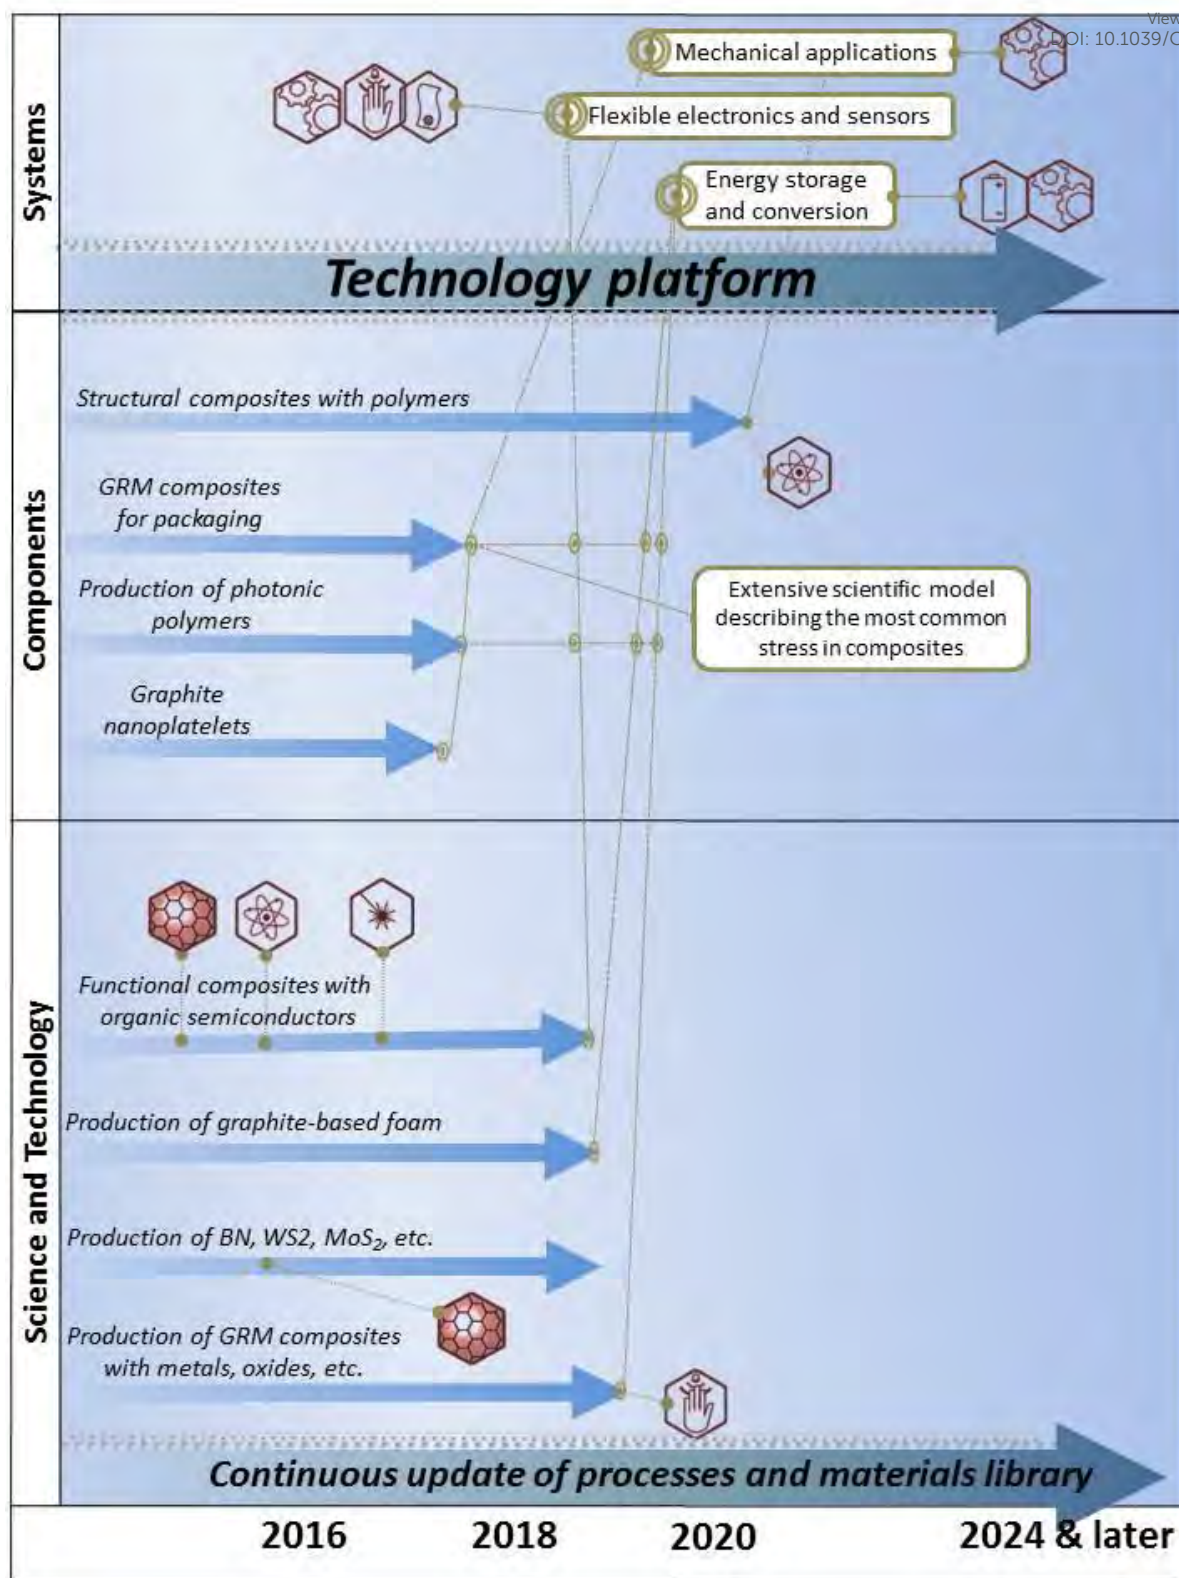 View
DOI: 10.1039/C
Systems
Mechanical applications
Flexible electronics and sensors
Energy storage
and conversion
Technology platform
Components
Structural composites with polymers
GRM composites
for packaging
Production of photonic
polymers
Extensive scientific model
describing the most common
stress in composites
Graphite
nanoplatelets
Science and Technology
Functional composites with
organic semiconductors
Production of graphite-based foam
Production of BN, WS2, MoS₂, etc.
Production of GRM composites
with metals, oxides, etc.
Continuous update of processes and materials library
2016 2018 2020 2024 & later